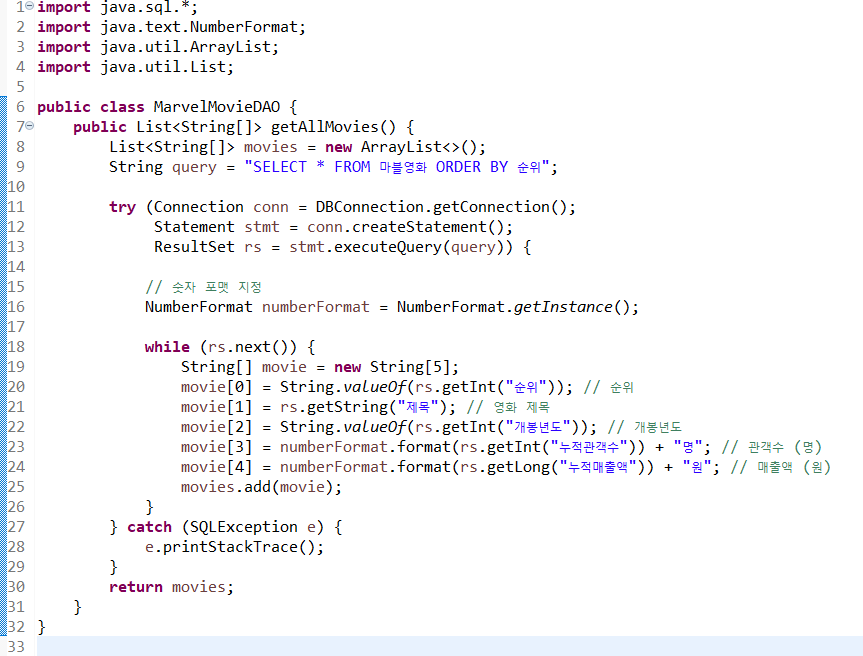 1 import java.sql.*;
2 import java.text.NumberFormat;
3 import java.util.ArrayList;
4 import java.util.List;
5
6 public class MarvelMovieDAO {
7     public List<String[]> getAllMovies() {
8         List<String[]> movies = new ArrayList<>();
9         String query = "SELECT * FROM 마블영화 ORDER BY 순위";
10
11         try (Connection conn = DBConnection.getConnection();
12              Statement stmt = conn.createStatement();
13              ResultSet rs = stmt.executeQuery(query)) {
14
15             // 숫자 포맷 지정
16             NumberFormat numberFormat = NumberFormat.getInstance();
17
18             while (rs.next()) {
19                 String[] movie = new String[5];
20                 movie[0] = String.valueOf(rs.getInt("순위")); // 순위
21                 movie[1] = rs.getString("제목"); // 영화 제목
22                 movie[2] = String.valueOf(rs.getInt("개봉년도")); // 개봉년도
23                 movie[3] = numberFormat.format(rs.getInt("누적관객수")) + "명"; // 관객수 (명)
24                 movie[4] = numberFormat.format(rs.getLong("누적매출액")) + "원"; // 매출액 (원)
25                 movies.add(movie);
26             }
27         } catch (SQLException e) {
28             e.printStackTrace();
29         }
30         return movies;
31     }
32 }
33